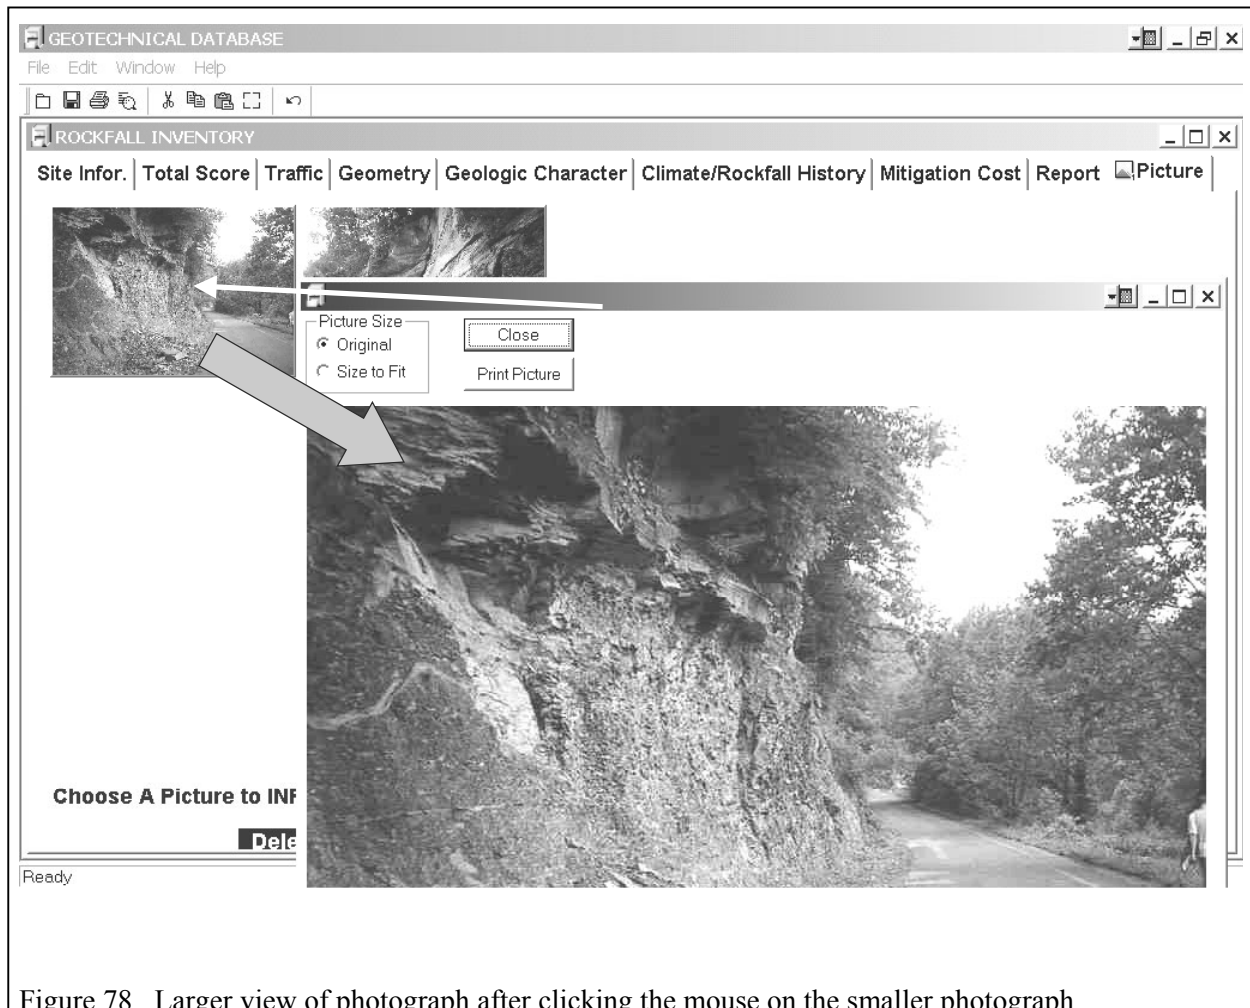 GEOTECHNICAL DATABASE
File Edit Window Help
ROCKFALL INVENTORY
Site Infor. Total Score Traffic Geometry Geologic Character Climate/Rockfall History Mitigation Cost Report Picture
Picture Size
Original
Size to Fit
Close
Print Picture
Choose A Picture to
Ready
Figure 78. Larger view of photograph after clicking the mouse on the smaller photograph